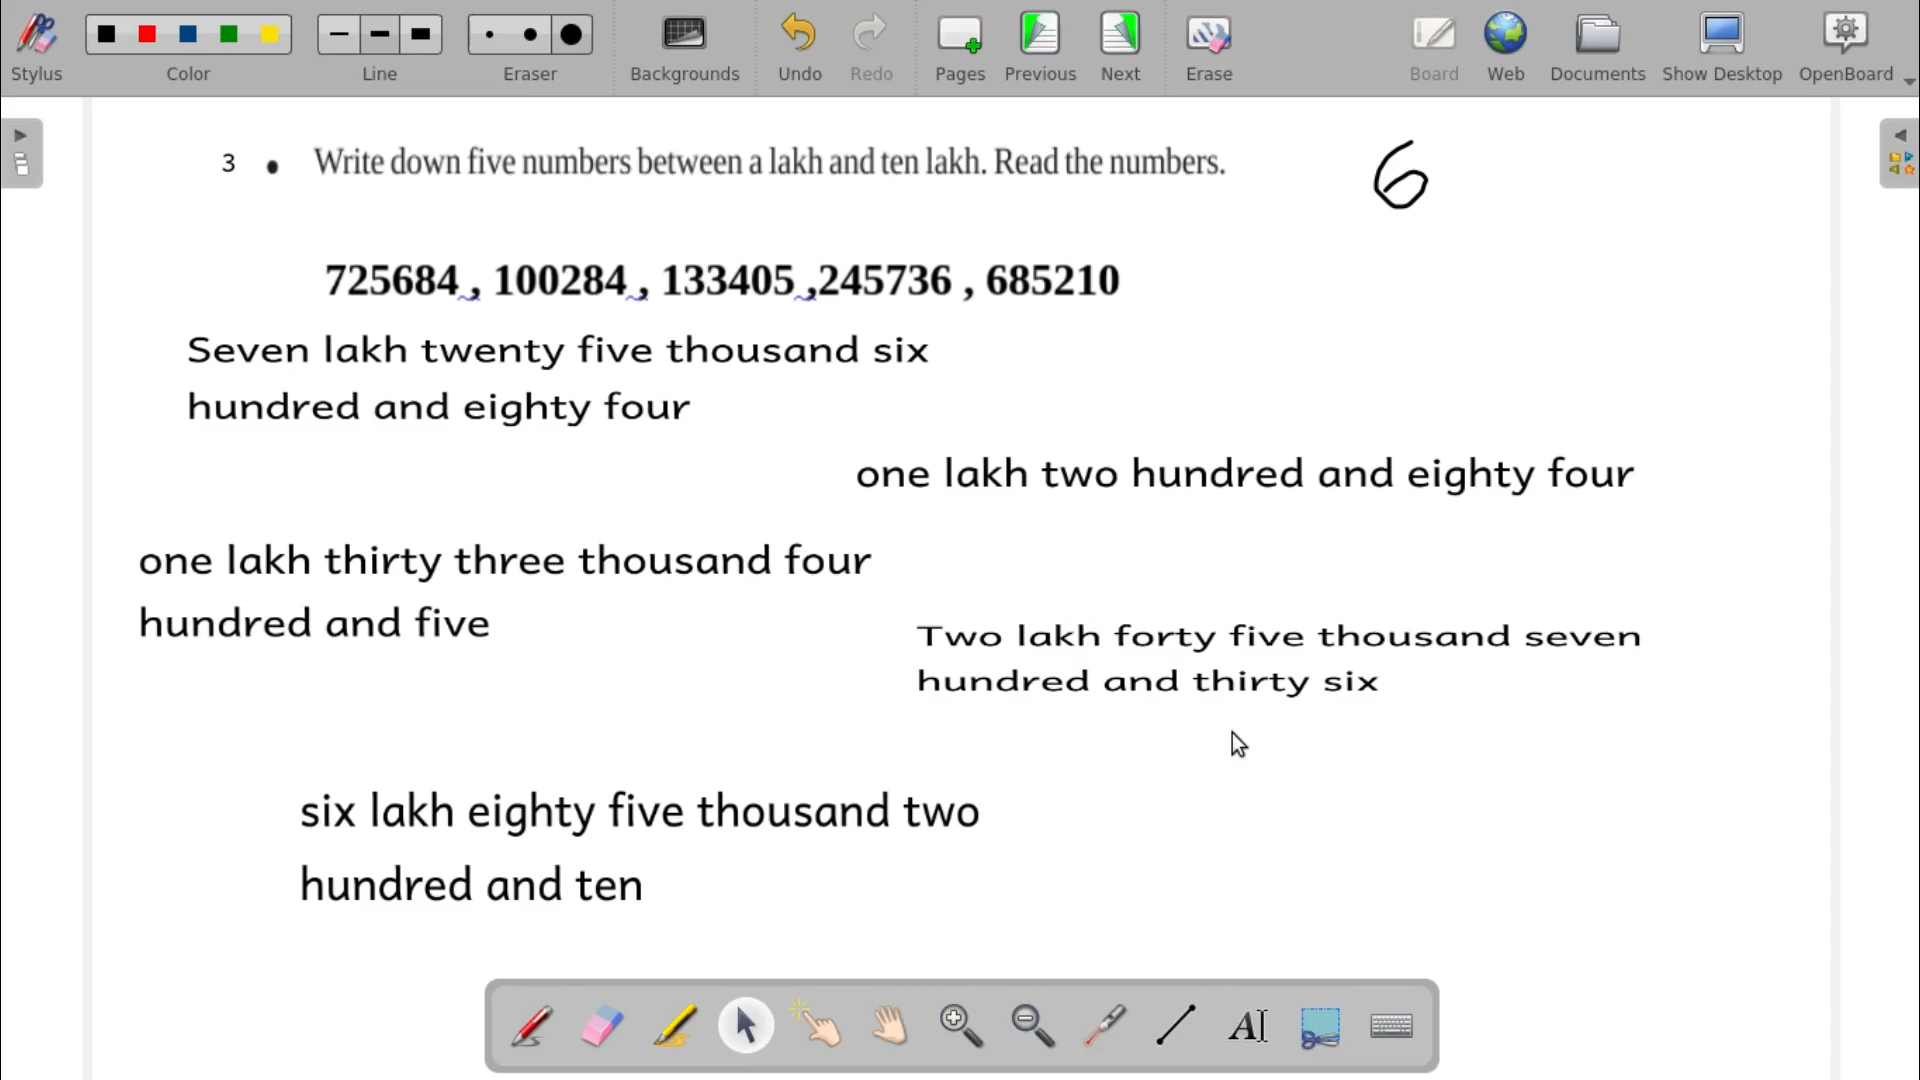 Stylus
Color
Line
Eraser
Backgrounds
Undo
Redo
Pages
Previous
Next
Erase
Board
Web
Documents
Show Desktop
OpenBoard
3 • Write down five numbers between a lakh and ten lakh. Read the numbers.
6
725684 , 100284 , 133405 ,245736 , 685210
Seven lakh twenty five thousand six
hundred and eighty four
one lakh two hundred and eighty four
one lakh thirty three thousand four
hundred and five
Two lakh forty five thousand seven
hundred and thirty six
six lakh eighty five thousand two
hundred and ten